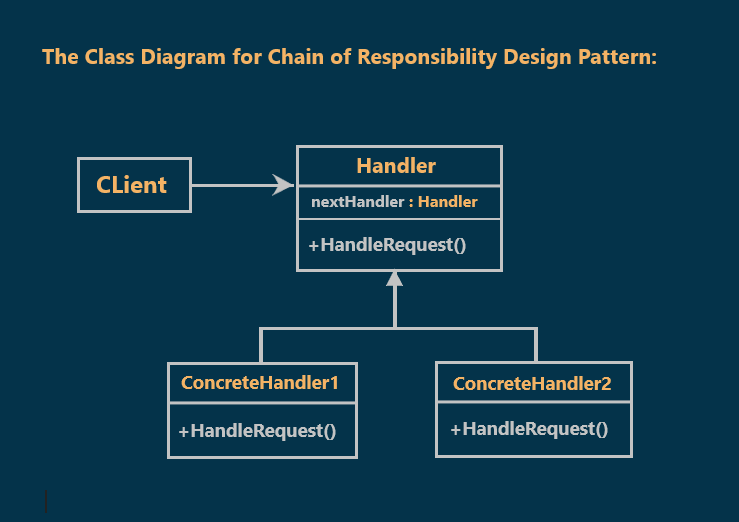 The Class Diagram for Chain of Responsibility Design Pattern:
CLient
Handler
nextHandler : Handler
+HandleRequest()
ConcreteHandler1
+HandleRequest()
ConcreteHandler2
+HandleRequest()